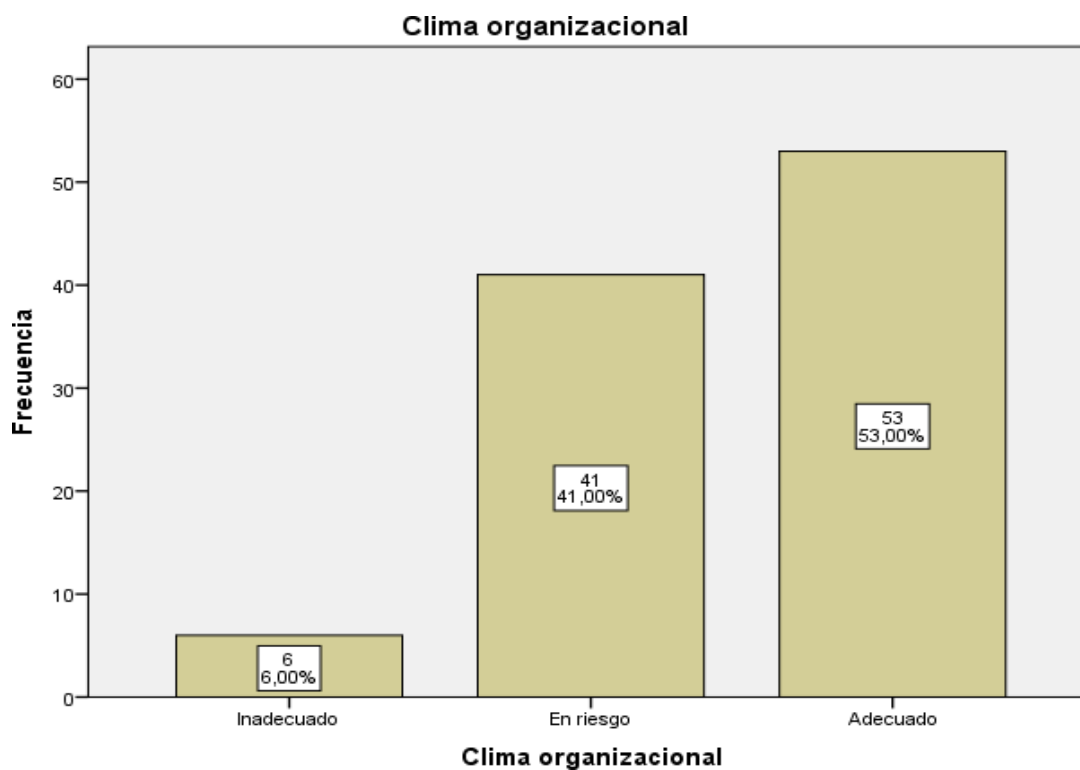 Clima organizacional
Frecuencia
60
50
40
30
20
10
0
6
6,00%
41
41,00%
53
53,00%
Inadecuado
En riesgo
Adecuado
Clima organizacional